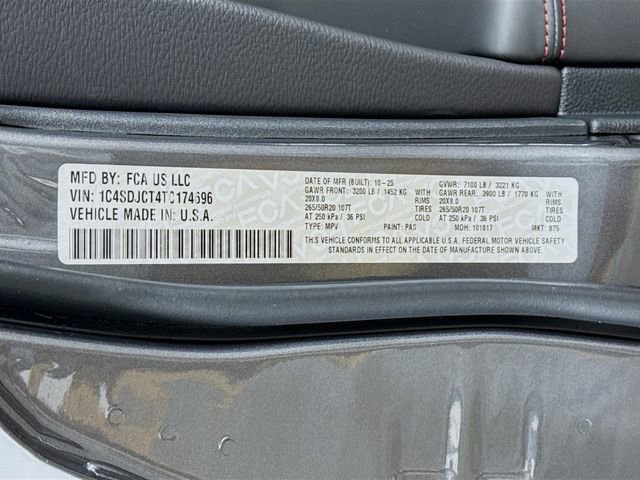 MFD BY: FCA US LLC
VIN: 1C4SDJCT4TC174696
VEHICLE MADE IN U.S.A.
DATE OF MFR (BUILT): 10-25
GVWR: 7100 LB / 3221 KG
GAWR FRONT: 3200 LB / 1452 KG
GAWR REAR: 3900 LB / 1770 KG
20X8.0 RIMS 20X8.0 RIMS
265/50R20 107T TIRES 265/50R20 107T TIRES
AT 250 kPa / 36 PSI COLD AT 250 kPa / 36 PSI COLD
TYPE: MPV PAINT: PAS MDH: 101817 MKT: 875
THIS VEHICLE CONFORMS TO ALL APPLICABLE U.S.A. FEDERAL MOTOR VEHICLE SAFETY
STANDARDS IN EFFECT ON THE DATE OF MANUFACTURE SHOWN ABOVE.